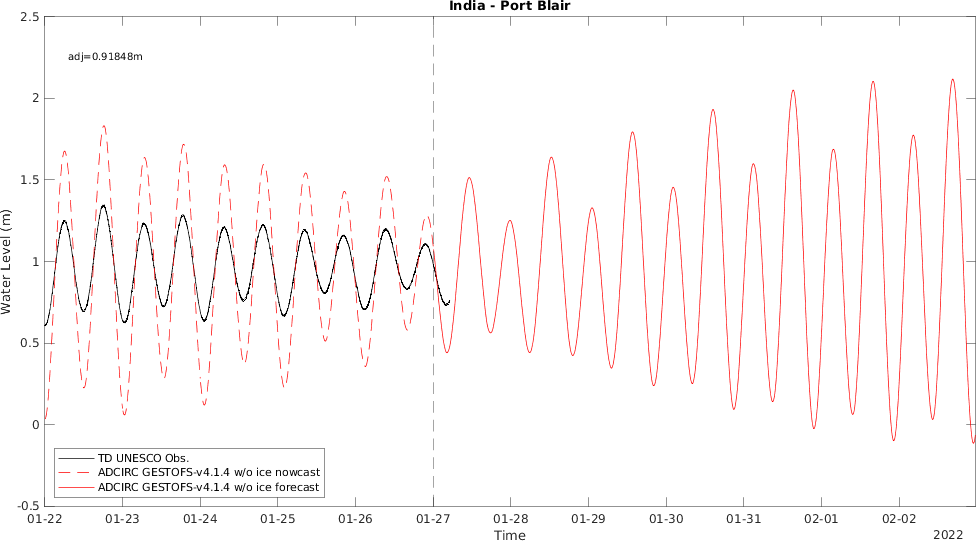 India - Port Blair
adj=0.91848m
2.5
2
1.5
1
0.5
0
-0.5
Water Level (m)
TD UNESCO Obs.
ADCIRC GESTOFS-v4.1.4 w/o ice nowcast
ADCIRC GESTOFS-v4.1.4 w/o ice forecast
01-22 01-23 01-24 01-25 01-26 01-27 01-28 01-29 01-30 01-31 02-01 02-02
Time
2022